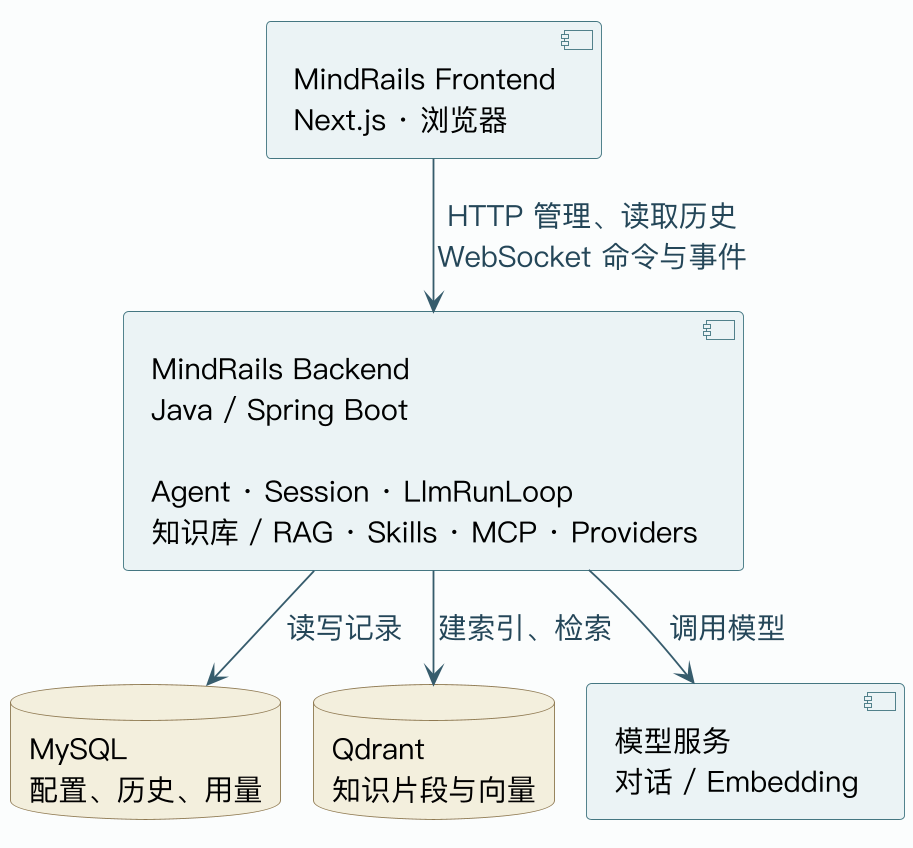 MindRails Frontend
Next.js · 浏览器
HTTP 管理、读取历史
WebSocket 命令与事件
MindRails Backend
Java / Spring Boot
Agent · Session · LlmRunLoop
知识库 / RAG · Skills · MCP · Providers
读写记录
建索引、检索
调用模型
MySQL
配置、历史、用量
Qdrant
知识片段与向量
模型服务
对话 / Embedding